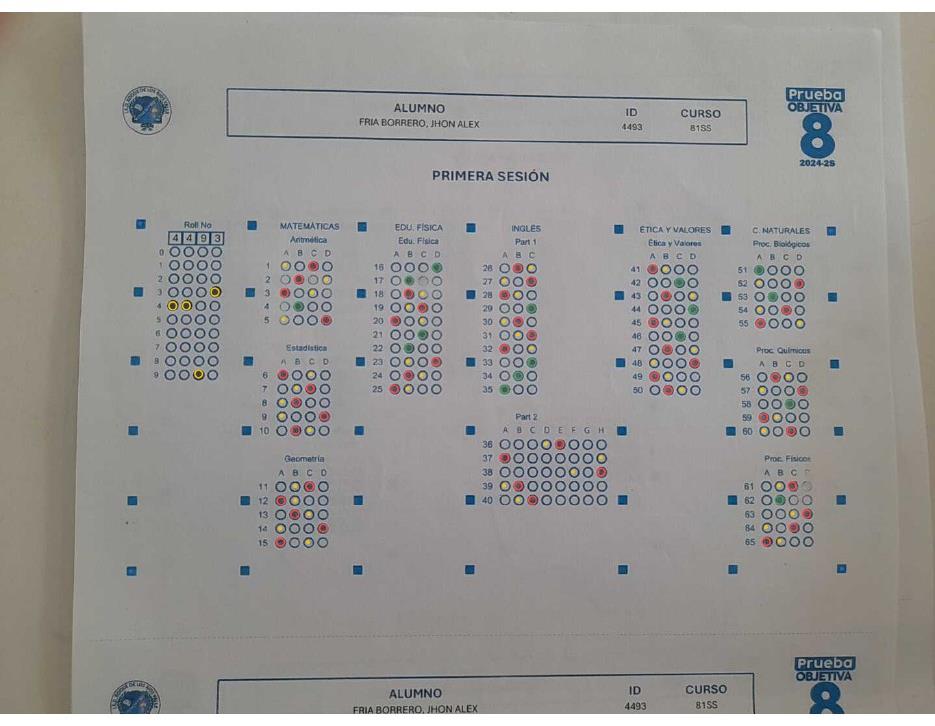 ALUMNO
FRIA BORRERO, JHON ALEX
ID
4493
CURSO
81SS
Prueba
OBJETIVA
8
2024-25
PRIMERA SESIÓN
Roll No
4 4 9 3
0
1
2
3
4
5
6
7
8
9
MATEMÁTICAS
Aritmética
A B C D
1
2
3
4
5
Estadística
A B C D
6
7
8
9
10
Geometría
A B C D
11
12
13
14
15
EDU. FÍSICA
Edu. Física
A B C D
16
17
18
19
20
21
22
23
24
25
INGLÉS
Part 1
A B C
26
27
28
29
30
31
32
33
34
35
Part 2
A B C D E F G H
36
37
38
39
40
ÉTICA Y VALORES
Ética y Valores
A B C D
41
42
43
44
45
46
47
48
49
50
C. NATURALES
Proc. Biológicos
A B C D
51
52
53
54
55
Proc. Químicos
A B C D
56
57
58
59
60
Proc. Físicos
A B C D
61
62
63
64
65
ALUMNO
FRIA BORRERO, JHON ALEX
ID
4493
CURSO
81SS
Prueba
OBJETIVA
8